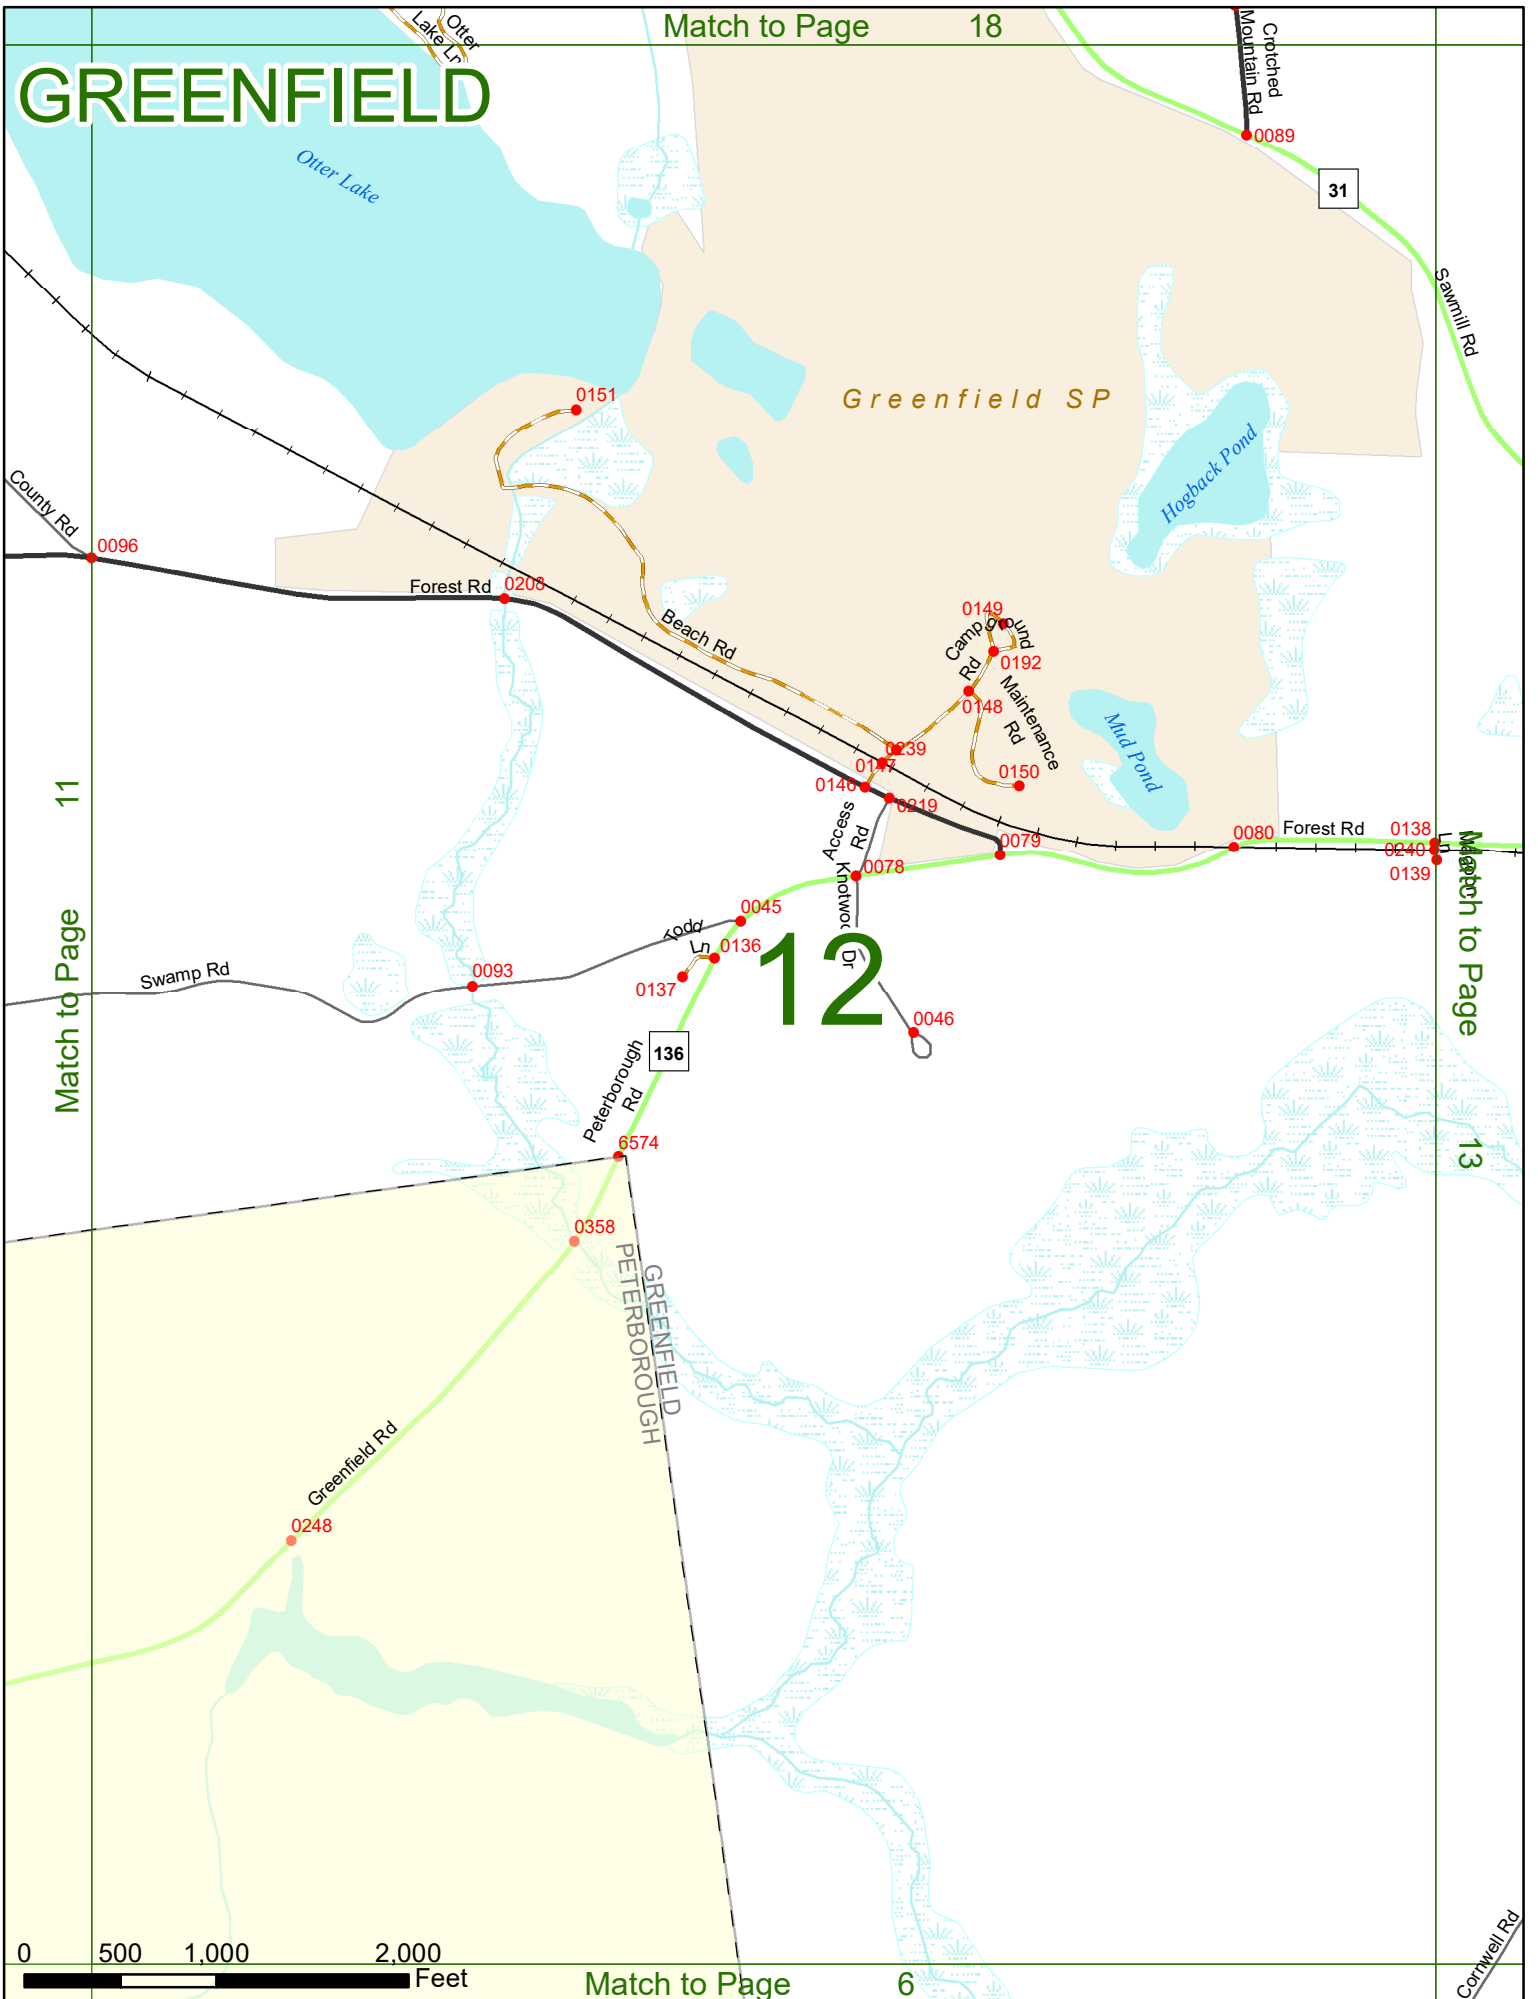 Match to Page 18
Otter
Lake Ln
Crotched
Mountain Rd
GREENFIELD
0089
Otter Lake
31
Sawmill Rd
0151
Greenfield SP
Hogback Pond
County Rd
0096
Forest Rd
0208
Beach Rd
0149
Campground
Rd
0192
0148
Maintenance
Rd
Mud Pond
0239
0147
0146
0150
0219
11
Match to Page
Access
Rd
0079
0080
Forest Rd
0138
Ln
0240
0139
Match to Page
13
0078
Dr
0045
Todd
Ln
0136
12
0137
Swamp Rd
0093
0046
136
Peterborough
Rd
6574
0358
GREENFIELD
PETERBOROUGH
Greenfield Rd
0248
0 500 1,000 2,000
Feet
Match to Page 6
Cornwell Rd